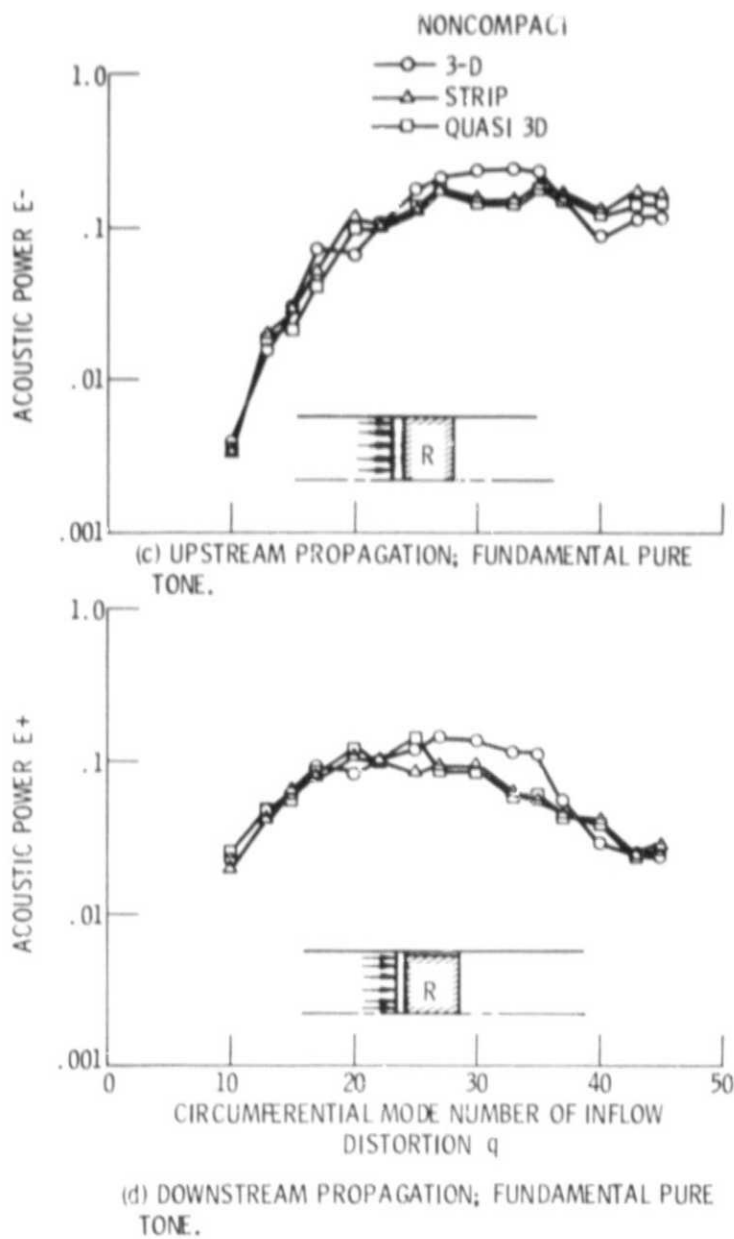 NONCOMPACT
3-D
STRIP
QUASI 3D
1.0
.1
.01
.001
ACOUSTIC POWER E-
R
(c) UPSTREAM PROPAGATION; FUNDAMENTAL PURE
TONE.
1.0
.1
.01
.001
ACOUSTIC POWER E+
R
0 10 20 30 40 50
CIRCUMFERENTIAL MODE NUMBER OF INFLOW
DISTORTION q
(d) DOWNSTREAM PROPAGATION; FUNDAMENTAL PURE
TONE.